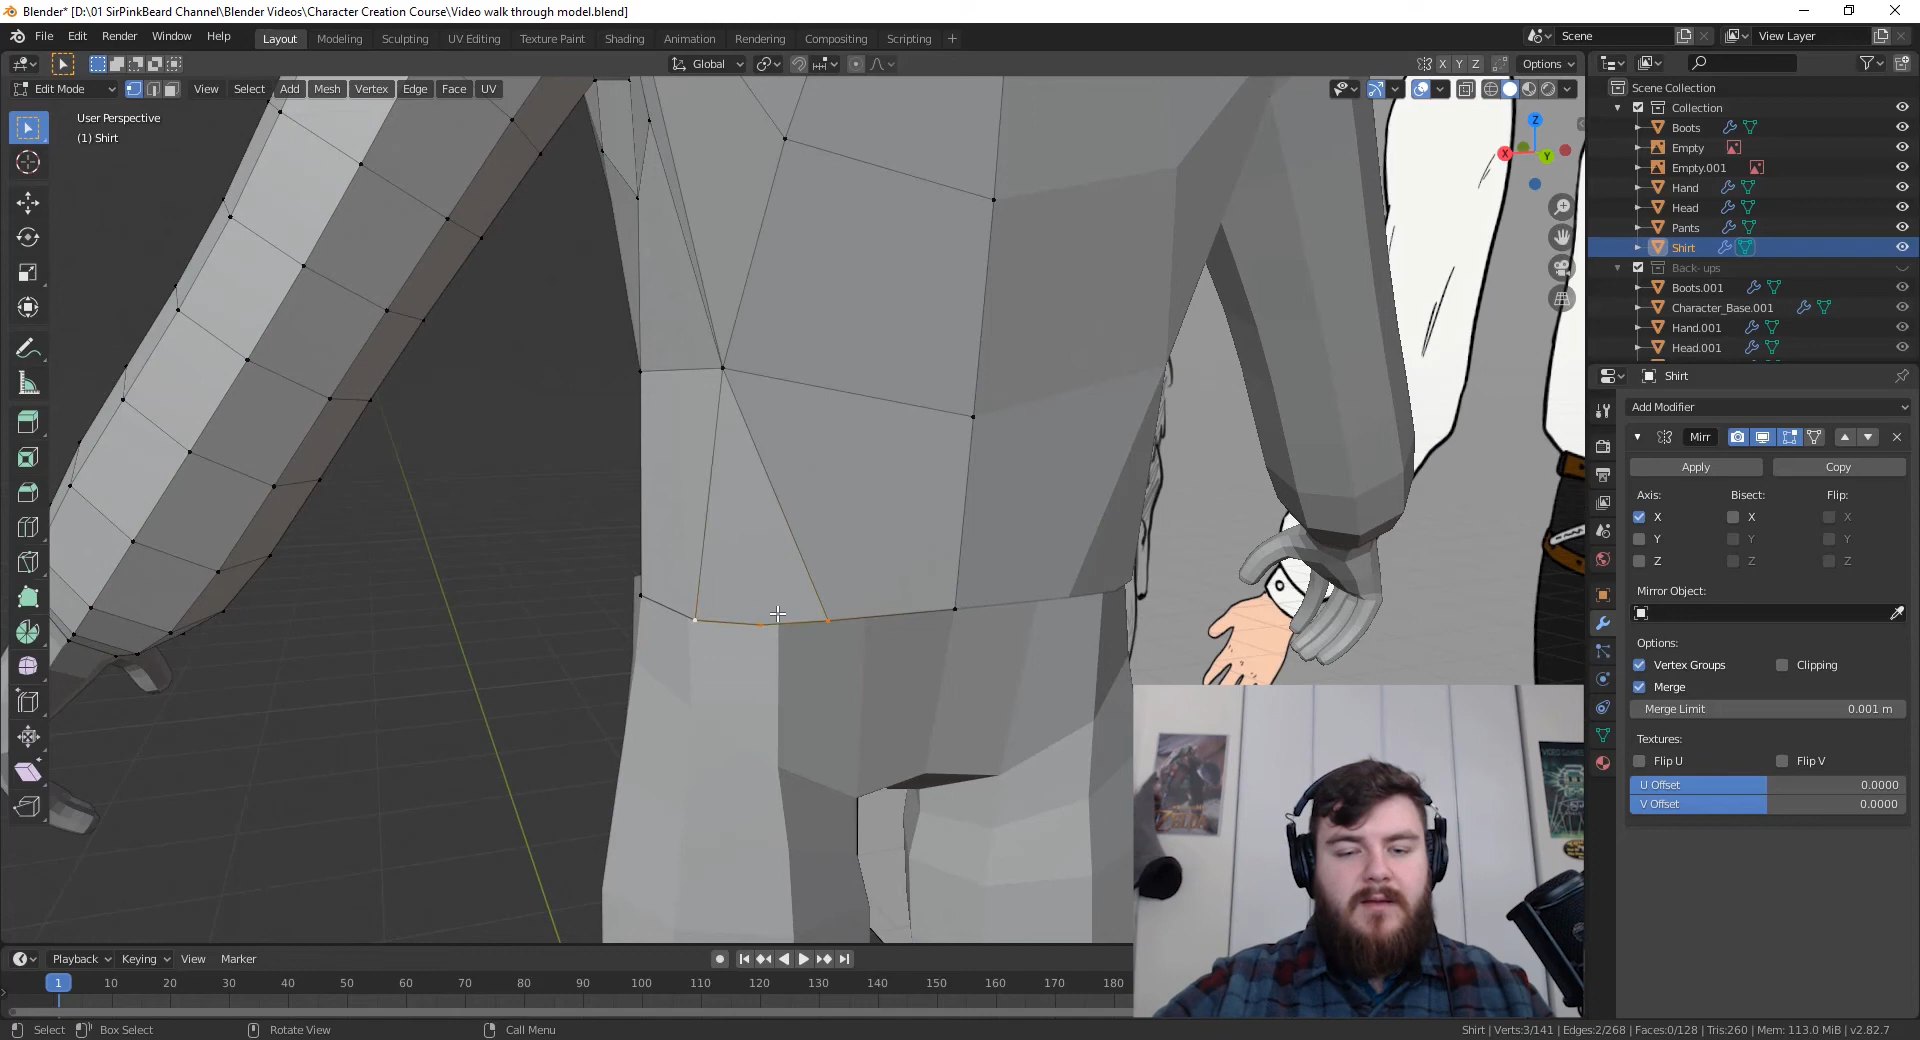 Blender* [D:\01 SirPinkBeard Channel\Blender Videos\Character Creation Course\Video walk through model.blend]
File Edit Render Window Help Layout Modeling Sculpting UV Editing Texture Paint Shading Animation Rendering Compositing Scripting + Scene View Layer
Global X Y Z Options
Edit Mode View Select Add Mesh Vertex Edge Face UV
User Perspective
(1) Shirt
Z
X Y
Scene Collection
Collection
Boots
Empty
Empty.001
Hand
Head
Pants
Shirt
Back- ups
Boots.001
Character_Base.001
Hand.001
Head.001
Shirt
Add Modifier
Mirr
Apply Copy
Axis: Bisect: Flip:
X X X
Y Y Y
Z Z Z
Mirror Object:
Options:
Vertex Groups Clipping
Merge
Merge Limit 0.001 m
Textures:
Flip U Flip V
U Offset 0.0000
V Offset 0.0000
Playback Keying View Marker
1 10 20 30 40 50 60 70 80 90 100 110 120 130 140 150 160 170 180
Select Box Select Rotate View Call Menu Shirt | Verts:3/141 | Edges:2/268 | Faces:0/128 | Tris:260 | Mem: 113.0 MiB | v2.82.7